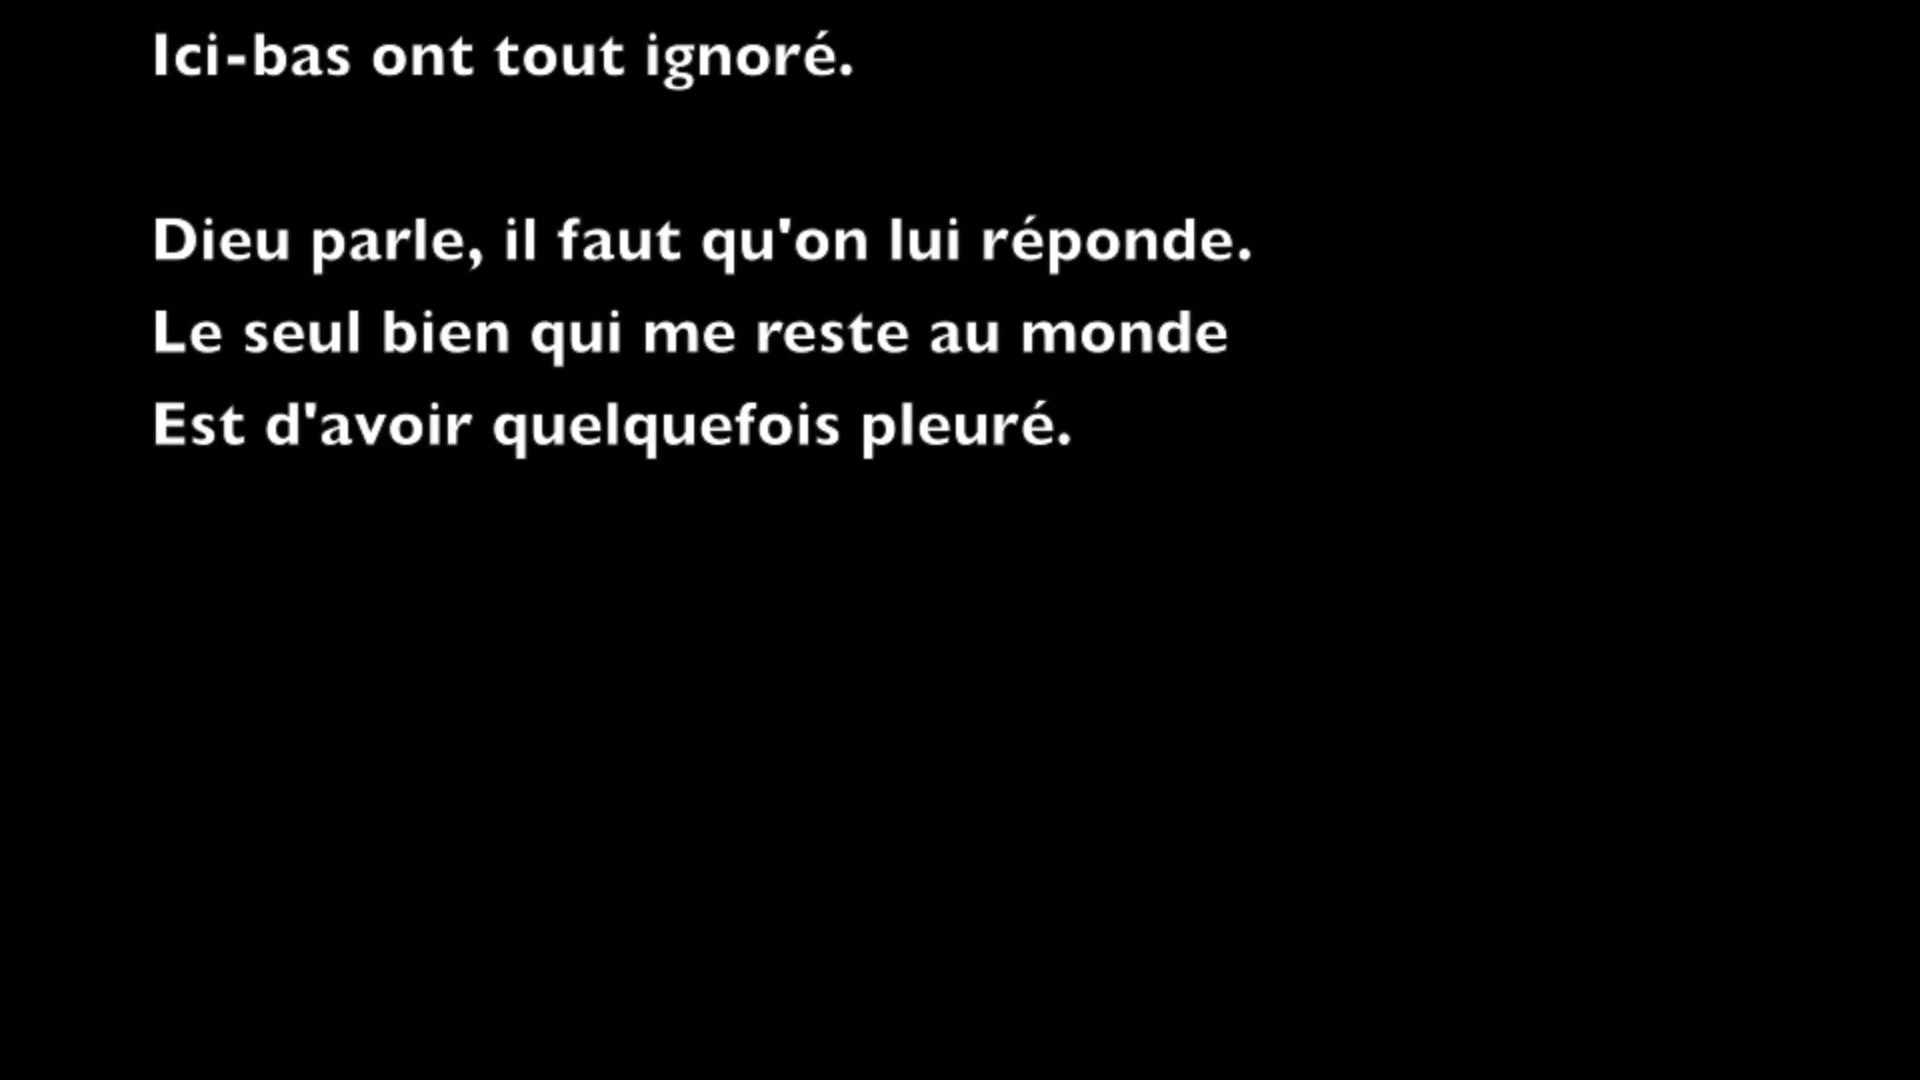 Ici-bas ont tout ignoré.
Dieu parle, il faut qu'on lui réponde.
Le seul bien qui me reste au monde
Est d'avoir quelquefois pleuré.